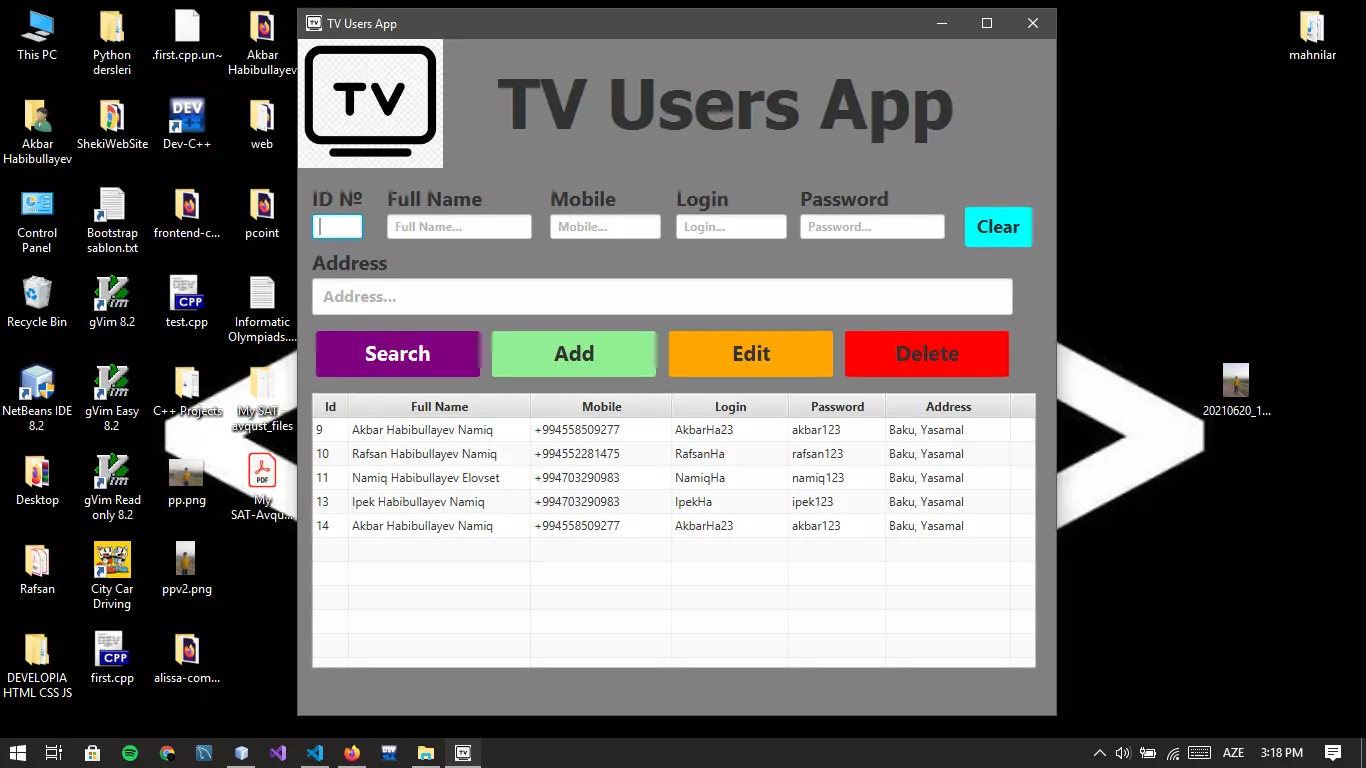 This PC
Python dersleri
.first.cpp.un~
Akbar Habibullayev
Akbar Habibullayev
ShekiWebSite
DEV
Dev-C++
web
Control Panel
Bootstrap sablon.txt
frontend-c...
pcoint
Recycle Bin
gVim 8.2
DEV
CPP
test.cpp
Informatic Olympiads....
NetBeans IDE 8.2
gVim Easy 8.2
C++ Projects
My SAT - avqust_files
Desktop
gVim Read only 8.2
pp.png
PDF
My SAT-Avqu...
Rafsan
City Car Driving
ppv2.png
DEVELOPIA HTML CSS JS
CPP
first.cpp
alissa-com...
TV Users App
TV
TV Users App
ID Nº Full Name Mobile Login Password
Full Name... Mobile... Login... Password...
Clear
Address
Address...
Search Add Edit Delete
Id Full Name Mobile Login Password Address
9 Akbar Habibullayev Namiq +994558509277 AkbarHa23 akbar123 Baku, Yasamal
10 Rafsan Habibullayev Namiq +994552281475 RafsanHa rafsan123 Baku, Yasamal
11 Namiq Habibullayev Elovset +994703290983 NamiqHa namiq123 Baku, Yasamal
13 Ipek Habibullayev Namiq +994703290983 IpekHa ipek123 Baku, Yasamal
14 Akbar Habibullayev Namiq +994558509277 AkbarHa23 akbar123 Baku, Yasamal
mahnilar
20210620_1...
AZE 3:18 PM